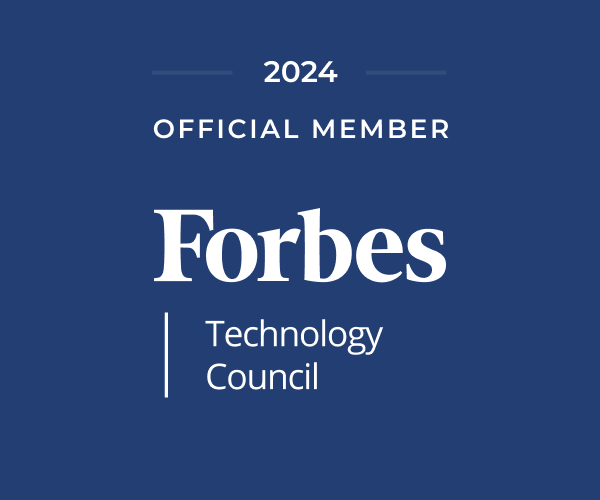 2024
OFFICIAL MEMBER
Forbes
Technology
Council